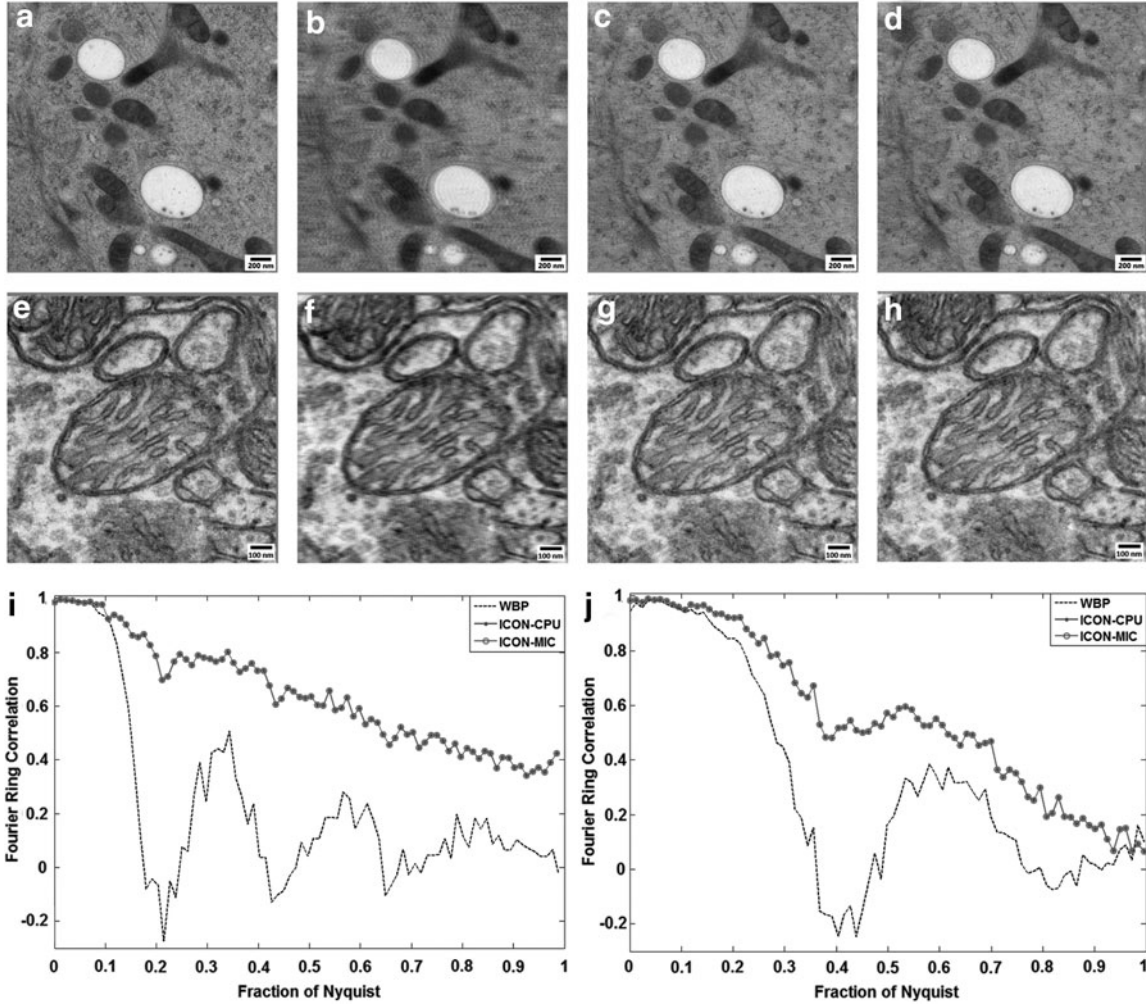 a
b
c
d
200 nm
200 nm
200 nm
200 nm
e
f
g
h
100 nm
100 nm
100 nm
100 nm
i
WBP
ICON-CPU
ICON-MIC
1
0.8
0.6
0.4
0.2
0
-0.2
Fourier Ring Correlation
0 0.1 0.2 0.3 0.4 0.5 0.6 0.7 0.8 0.9 1
Fraction of Nyquist
j
WBP
ICON-CPU
ICON-MIC
1
0.8
0.6
0.4
0.2
0
-0.2
Fourier Ring Correlation
0 0.1 0.2 0.3 0.4 0.5 0.6 0.7 0.8 0.9 1
Fraction of Nyquist